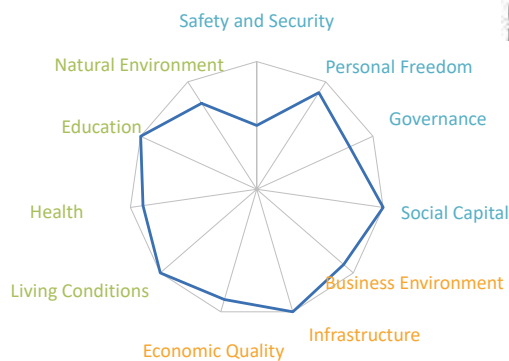 Safety and Security
Natural Environment
Personal Freedom
Education
Governance
Health
Social Capital
Living Conditions
Business Environment
Infrastructure
Economic Quality